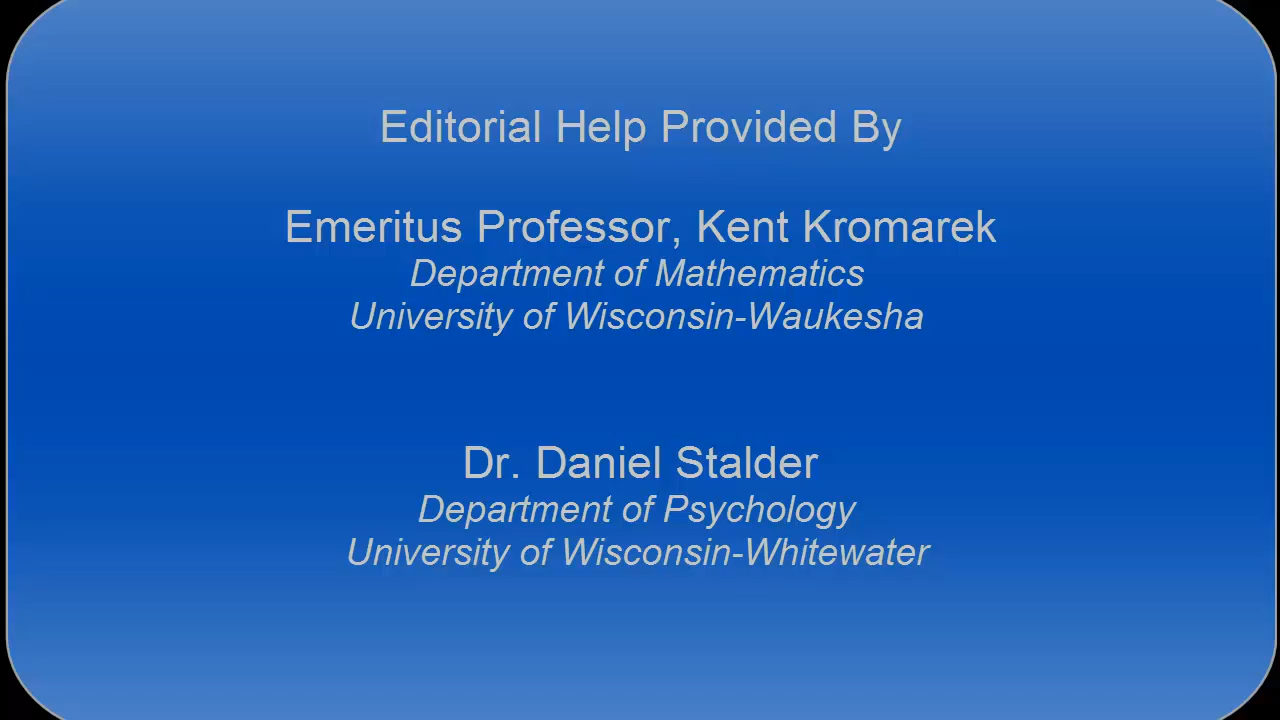 Editorial Help Provided By
Emeritus Professor, Kent Kromarek
Department of Mathematics
University of Wisconsin-Waukesha
Dr. Daniel Stalder
Department of Psychology
University of Wisconsin-Whitewater